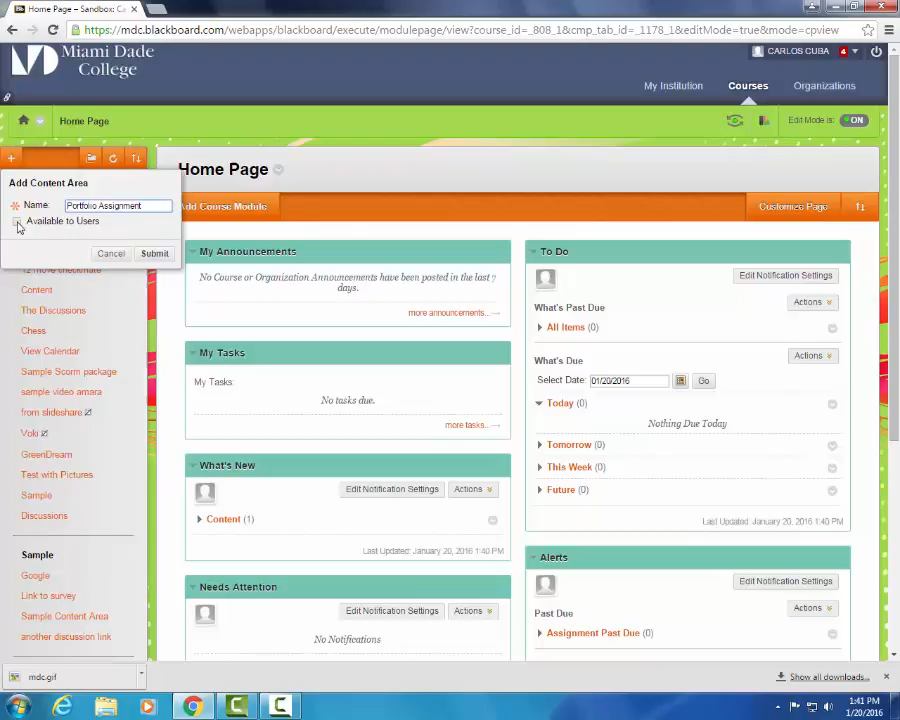 Home Page – Sandbox: Ca
https://mdc.blackboard.com/webapps/blackboard/execute/modulepage/view?course_id=_808_1&cmp_tab_id=_1178_1&editMode=true&mode=cpview
Miami Dade
College
CARLOS CUBA
4
My Institution
Courses
Organizations
Home Page
Edit Mode is:
ON
Add Content Area
Name:
Portfolio Assignment
Available to Users
Cancel
Submit
12 move checkmate
Content
The Discussions
Chess
View Calendar
Sample Scorm package
sample video amara
from slideshare
Voki
GreenDream
Test with Pictures
Sample
Discussions
Sample
Google
Link to survey
Sample Content Area
another discussion link
Home Page
Add Course Module
Customize Page
My Announcements
No Course or Organization Announcements have been posted in the last 7
days.
more announcements...
My Tasks
My Tasks:
No tasks due.
more tasks...
What's New
Edit Notification Settings
Actions
Content (1)
Last Updated: January 20, 2016 1:40 PM
Needs Attention
Edit Notification Settings
Actions
No Notifications
To Do
Edit Notification Settings
Actions
What's Past Due
All Items (0)
Actions
What's Due
Select Date:
01/20/2016
Go
Today (0)
Nothing Due Today
Tomorrow (0)
This Week (0)
Future (0)
Last Updated: January 20, 2016 1:40 PM
Alerts
Edit Notification Settings
Actions
Past Due
Assignment Past Due (0)
mdc.gif
Show all downloads...
1:41 PM
1/20/2016